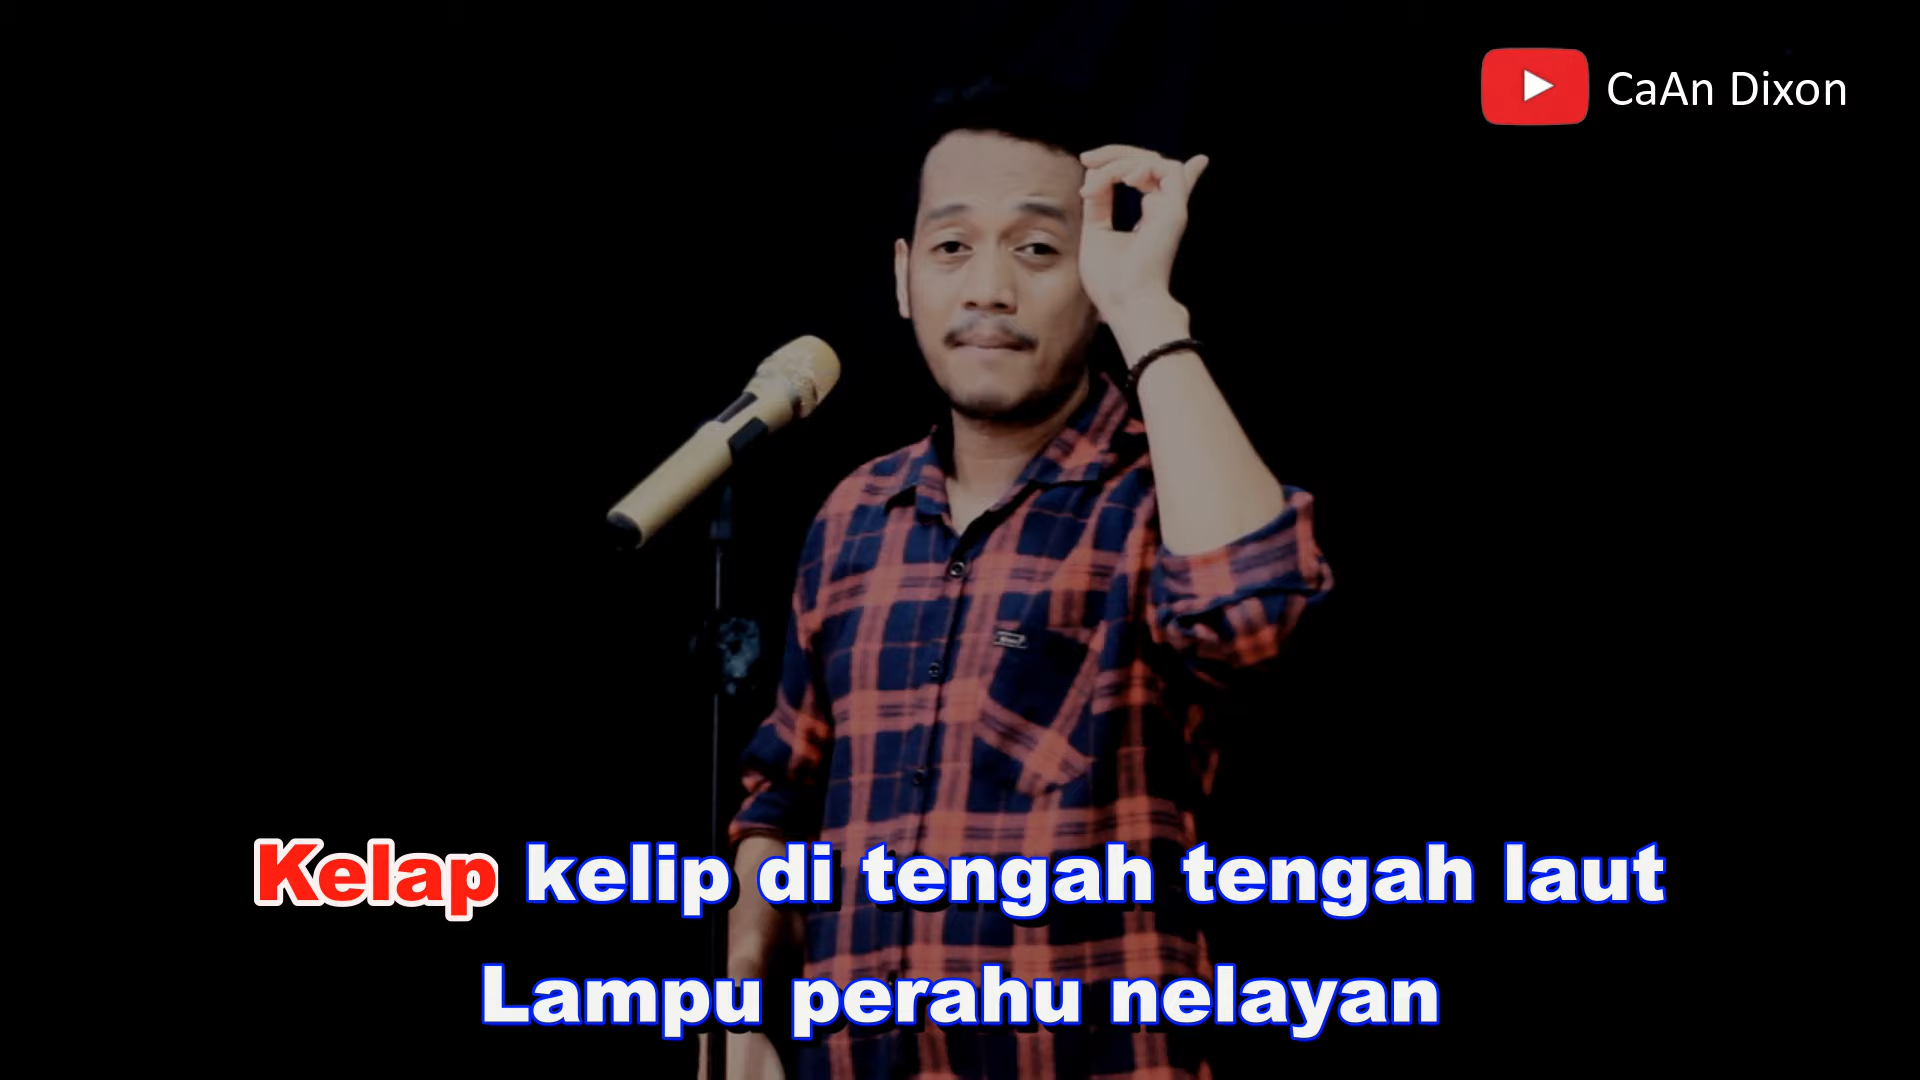 CaAn Dixon
Kelap kelip di tengah tengah laut
Lampu perahu nelayan